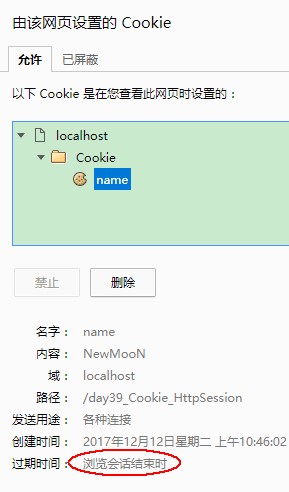 由该网页设置的 Cookie
允许 已屏蔽
以下 Cookie 是在您查看此网页时设置的：
localhost
Cookie
name
禁止 删除
名字： name
内容： NewMooN
域： localhost
路径： /day39_Cookie_HttpSession
发送用途： 各种连接
创建时间： 2017年12月12日星期二 上午10:46:02
过期时间： 浏览会话结束时